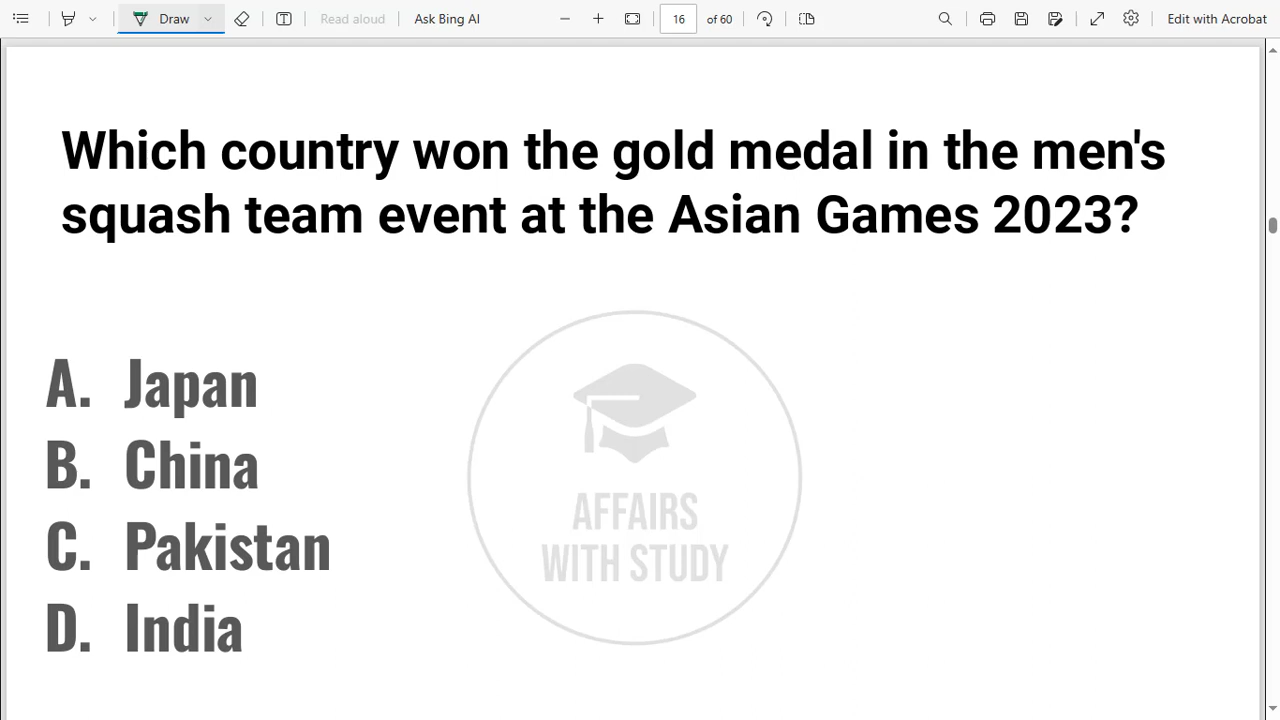 Draw
Read aloud
Ask Bing AI
16
of 60
Edit with Acrobat
Which country won the gold medal in the men's
squash team event at the Asian Games 2023?
A. Japan
B. China
C. Pakistan
D. India
AFFAIRS
WITH STUDY